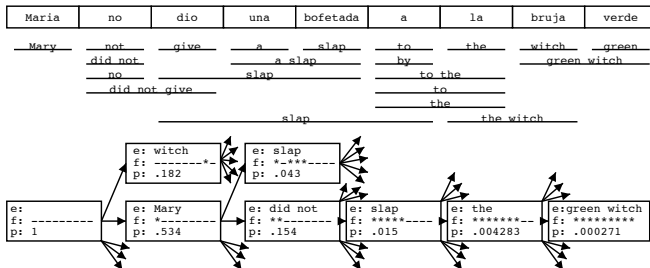 Maria no dio una bofetada a la bruja verde
Mary not give a slap to the witch green
did not a slap by green witch
no slap to the
did not give to
the
slap the witch
e: witch
f: -------*-
p: .182
e: slap
f: *-***----
p: .043
e:
f: ---------
p: 1
e: Mary
f: *--------
p: .534
e: did not
f: **-------
p: .154
e: slap
f: *****----
p: .015
e: the
f: *******--
p: .004283
e:green witch
f: *********
p: .000271